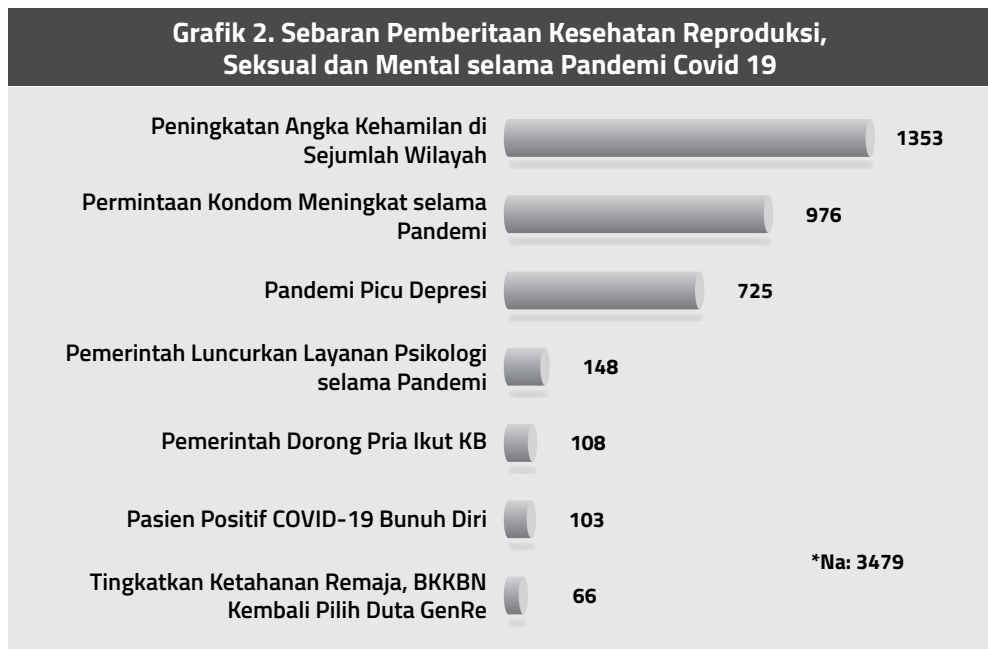 Grafik 2. Sebaran Pemberitaan Kesehatan Reproduksi,
Seksual dan Mental selama Pandemi Covid 19
Peningkatan Angka Kehamilan di
Sejumlah Wilayah
1353
Permintaan Kondom Meningkat selama
Pandemi
976
Pandemi Picu Depresi
725
Pemerintah Luncurkan Layanan Psikologi
selama Pandemi
148
Pemerintah Dorong Pria Ikut KB
108
Pasien Positif COVID-19 Bunuh Diri
103
*Na: 3479
Tingkatkan Ketahanan Remaja, BKKBN
Kembali Pilih Duta GenRe
66